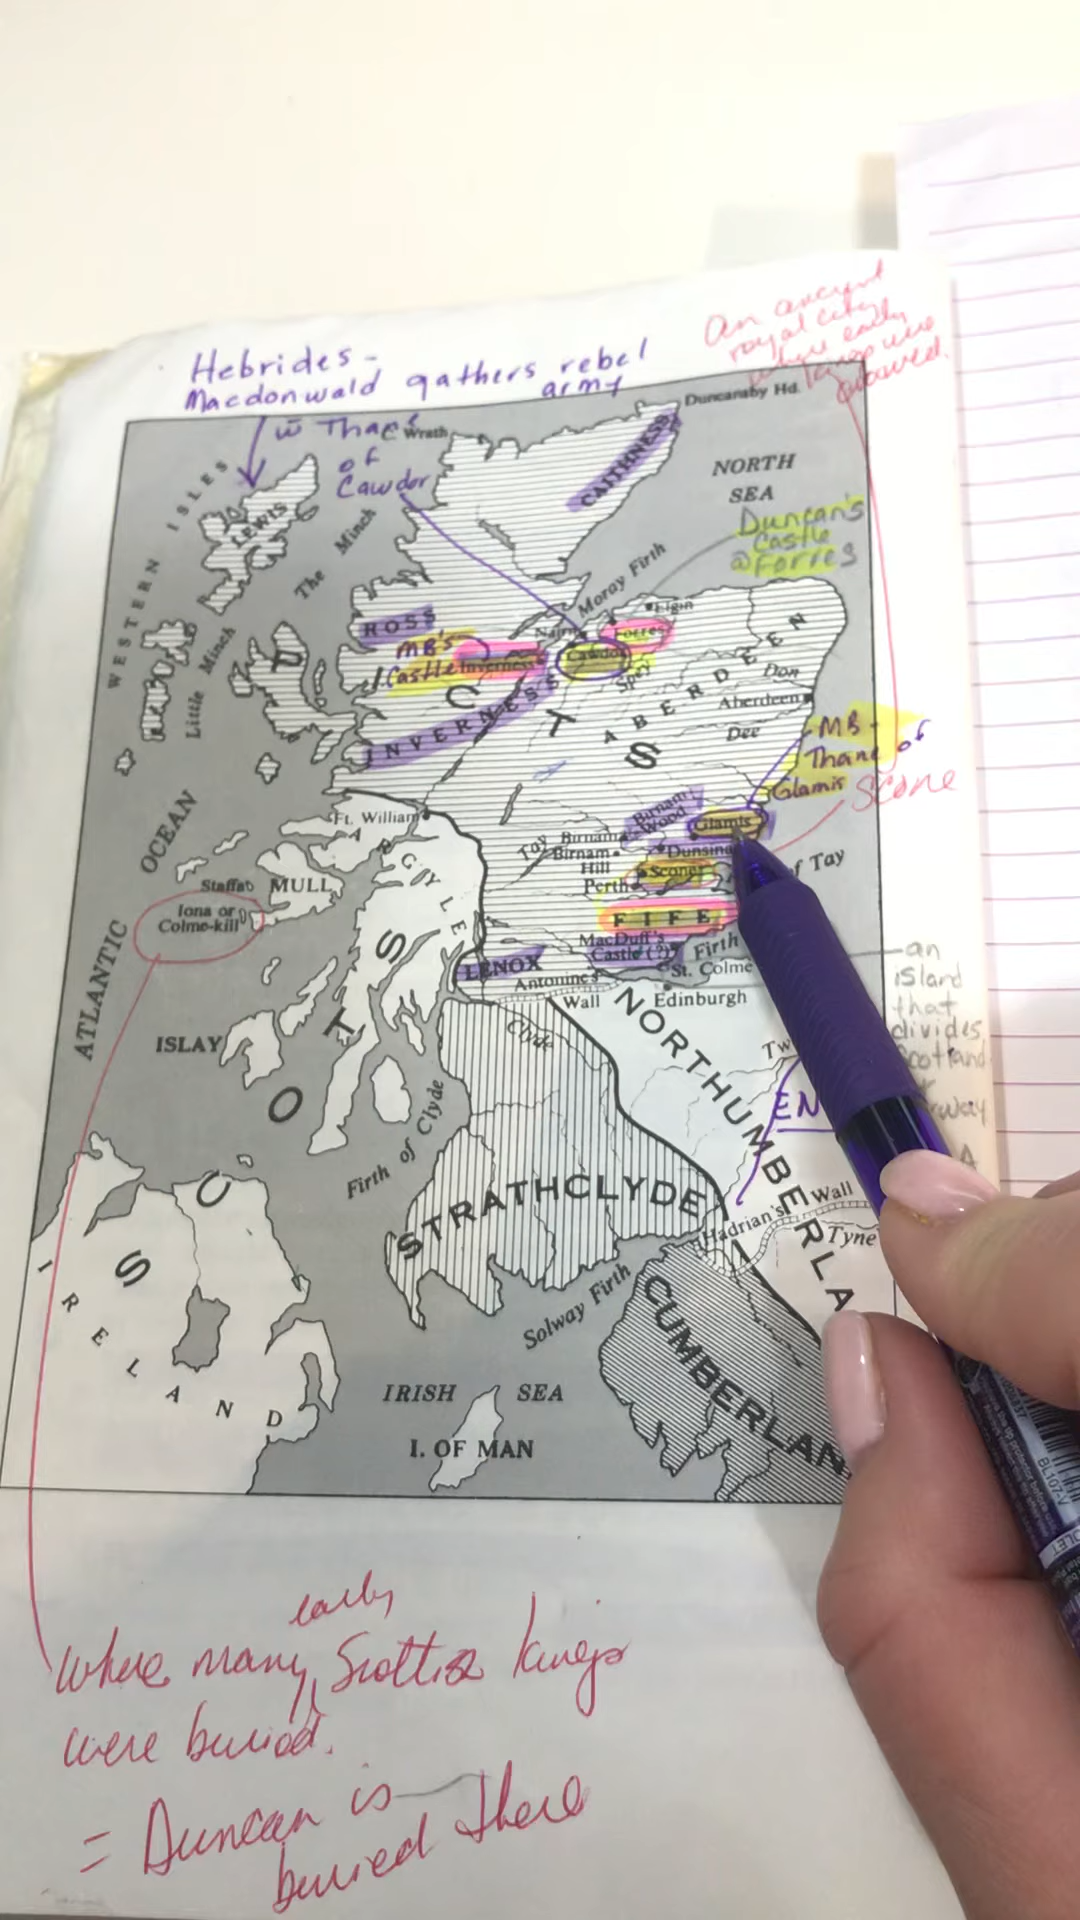 An ancient
royal city
where early
kings were
crowned.
Hebrides -
Macdonwald gathers rebel
army
w Thane
of
Cawdor
C Wrath
Duncansby Hd.
CAITHNESS
NORTH
SEA
WESTERN ISLES
LEWIS
The Minch
Little Minch
Duncan's
Castle
@Forres
Moray Firth
Elgin
ROSS
Nairn
Forres
MB's
Castle
Inverness
Cawdor
Spey
INVERNESS
PICTS
ABERDEEN
Don
Aberdeen
Dee
MB -
Thane of
Glamis
Scone
OCEAN
ATLANTIC
Ft. William
ARGYLE
Birnam
Wood
Glamis
Tay
Birnam
Birnam
Hill
Dunsina
Scone
Perth
of Tay
Staffa
MULL
Iona or
Colme-kill
FIFE
MacDuff's
Castle (?)
Firth
St. Colme
LENOX
Antonine's
Wall
Edinburgh
an
island
that
divides
Scotland
ISLAY
Clyde
Firth of Clyde
SCOTS
Tw
EN
NORTHUMBERLA
STRATHCLYDE
Hadrian's Wall
Tyne
Solway Firth
CUMBERLAN
IRELAND
IRISH SEA
I. OF MAN
BL107-V
early
where many Scottish kings
were buried.
= Duncan is
buried there